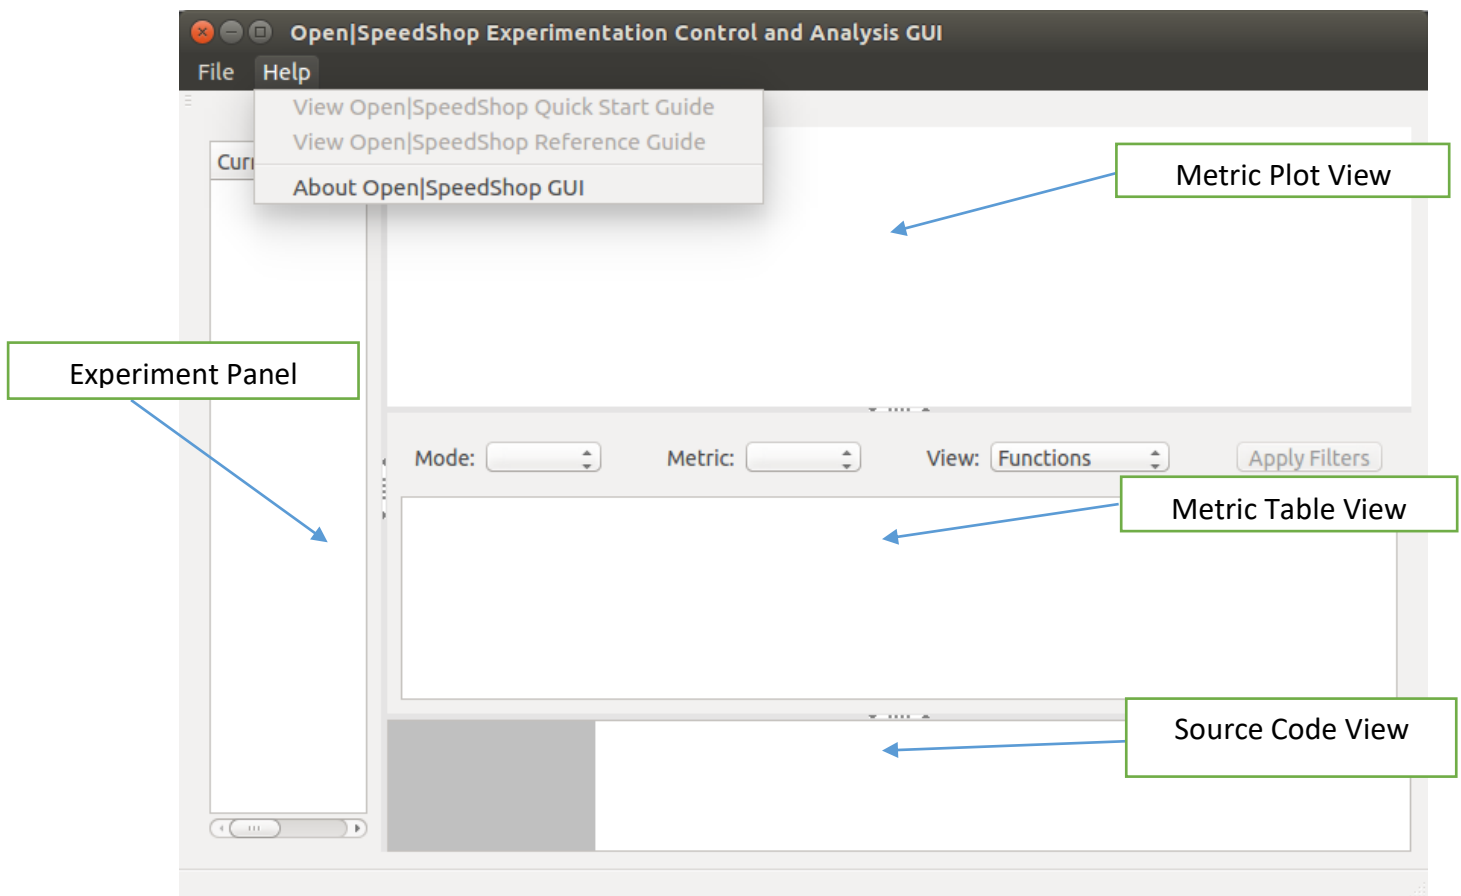 Open|SpeedShop Experimentation Control and Analysis GUI
File Help
View Open|SpeedShop Quick Start Guide
View Open|SpeedShop Reference Guide
About Open|SpeedShop GUI
Metric Plot View
Experiment Panel
Mode: Metric: View: Functions Apply Filters
Metric Table View
Source Code View